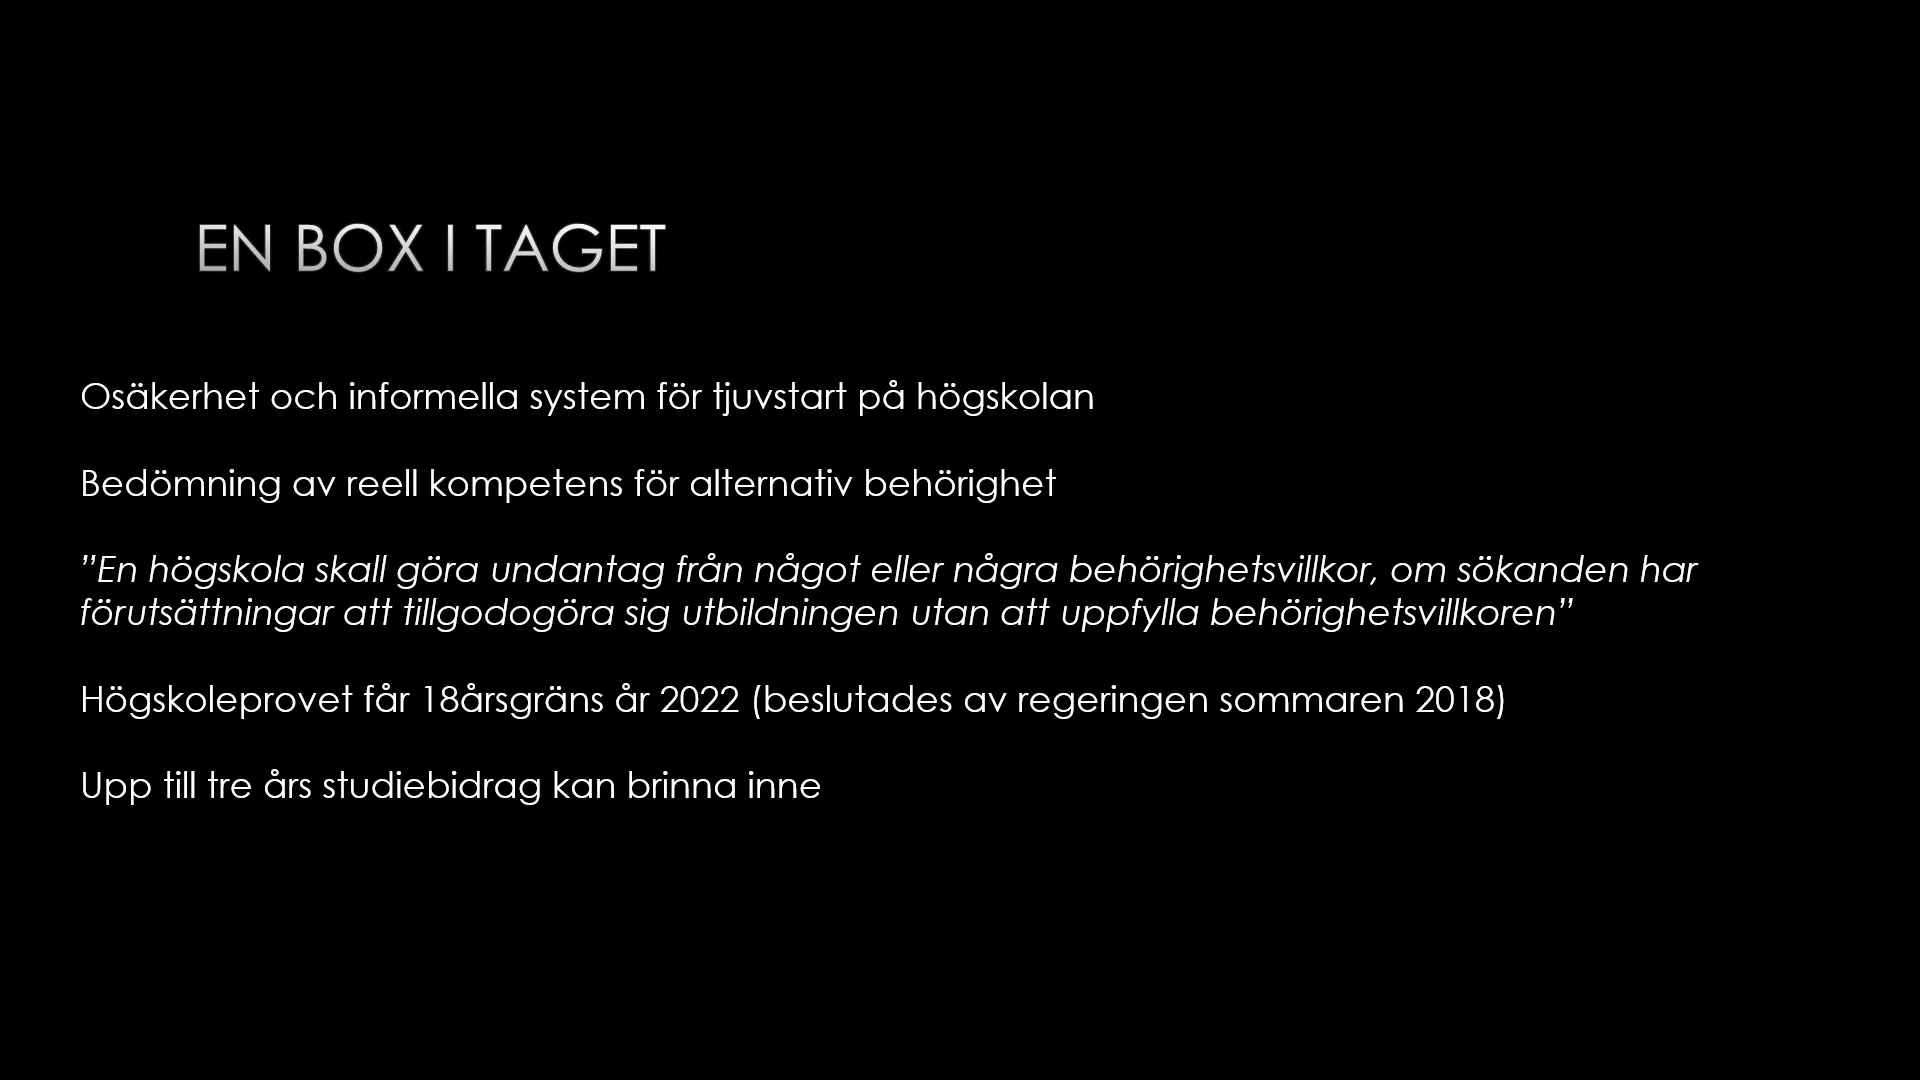 EN BOX I TAGET
Osäkerhet och informella system för tjuvstart på högskolan
Bedömning av reell kompetens för alternativ behörighet
”En högskola skall göra undantag från något eller några behörighetsvillkor, om sökanden har
förutsättningar att tillgodogöra sig utbildningen utan att uppfylla behörighetsvillkoren”
Högskoleprovet får 18årsgräns år 2022 (beslutades av regeringen sommaren 2018)
Upp till tre års studiebidrag kan brinna inne